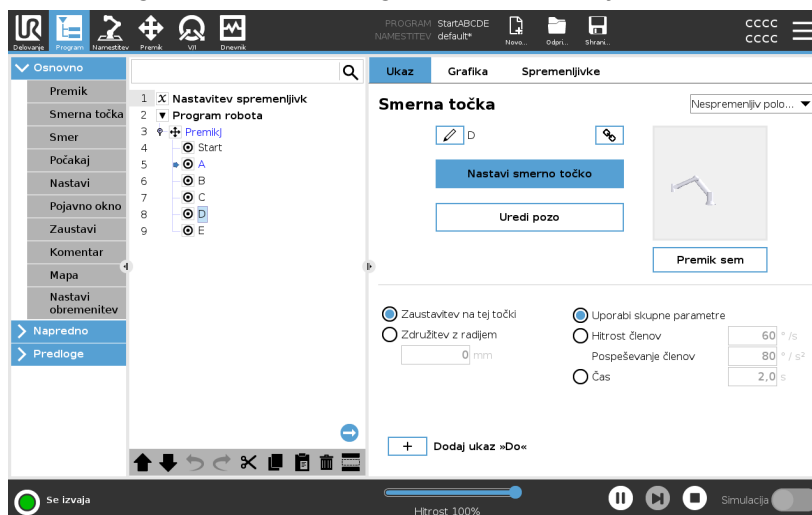 UR
PROGRAM StartABCDE
NAMESTITEV default*
Delovanje Program Namestitev Premik V/I Dnevnik
Novo... Odpri... Shrani...
CCCC
CCCC
Osnovno
Premik
Smerna točka
Smer
Počakaj
Nastavi
Pojavno okno
Zaustavi
Komentar
Mapa
Nastavi
obremenitev
Napredno
Predloge
1 X Nastavitev spremenljivk
2 Program robota
3 PremikJ
4 Start
5 A
6 B
7 C
8 D
9 E
Ukaz Grafika Spremenljivke
Smerna točka
Nespremenljiv polo...
D
Nastavi smerno točko
Uredi pozo
Premik sem
Zaustavitev na tej točki
Združitev z radijem
0 mm
Uporabi skupne parametre
Hitrost členov 60 °/s
Pospeševanje členov 80 °/s²
Čas 2,0 s
+ Dodaj ukaz »Do«
Se izvaja
Hitrost 100%
Simulacija